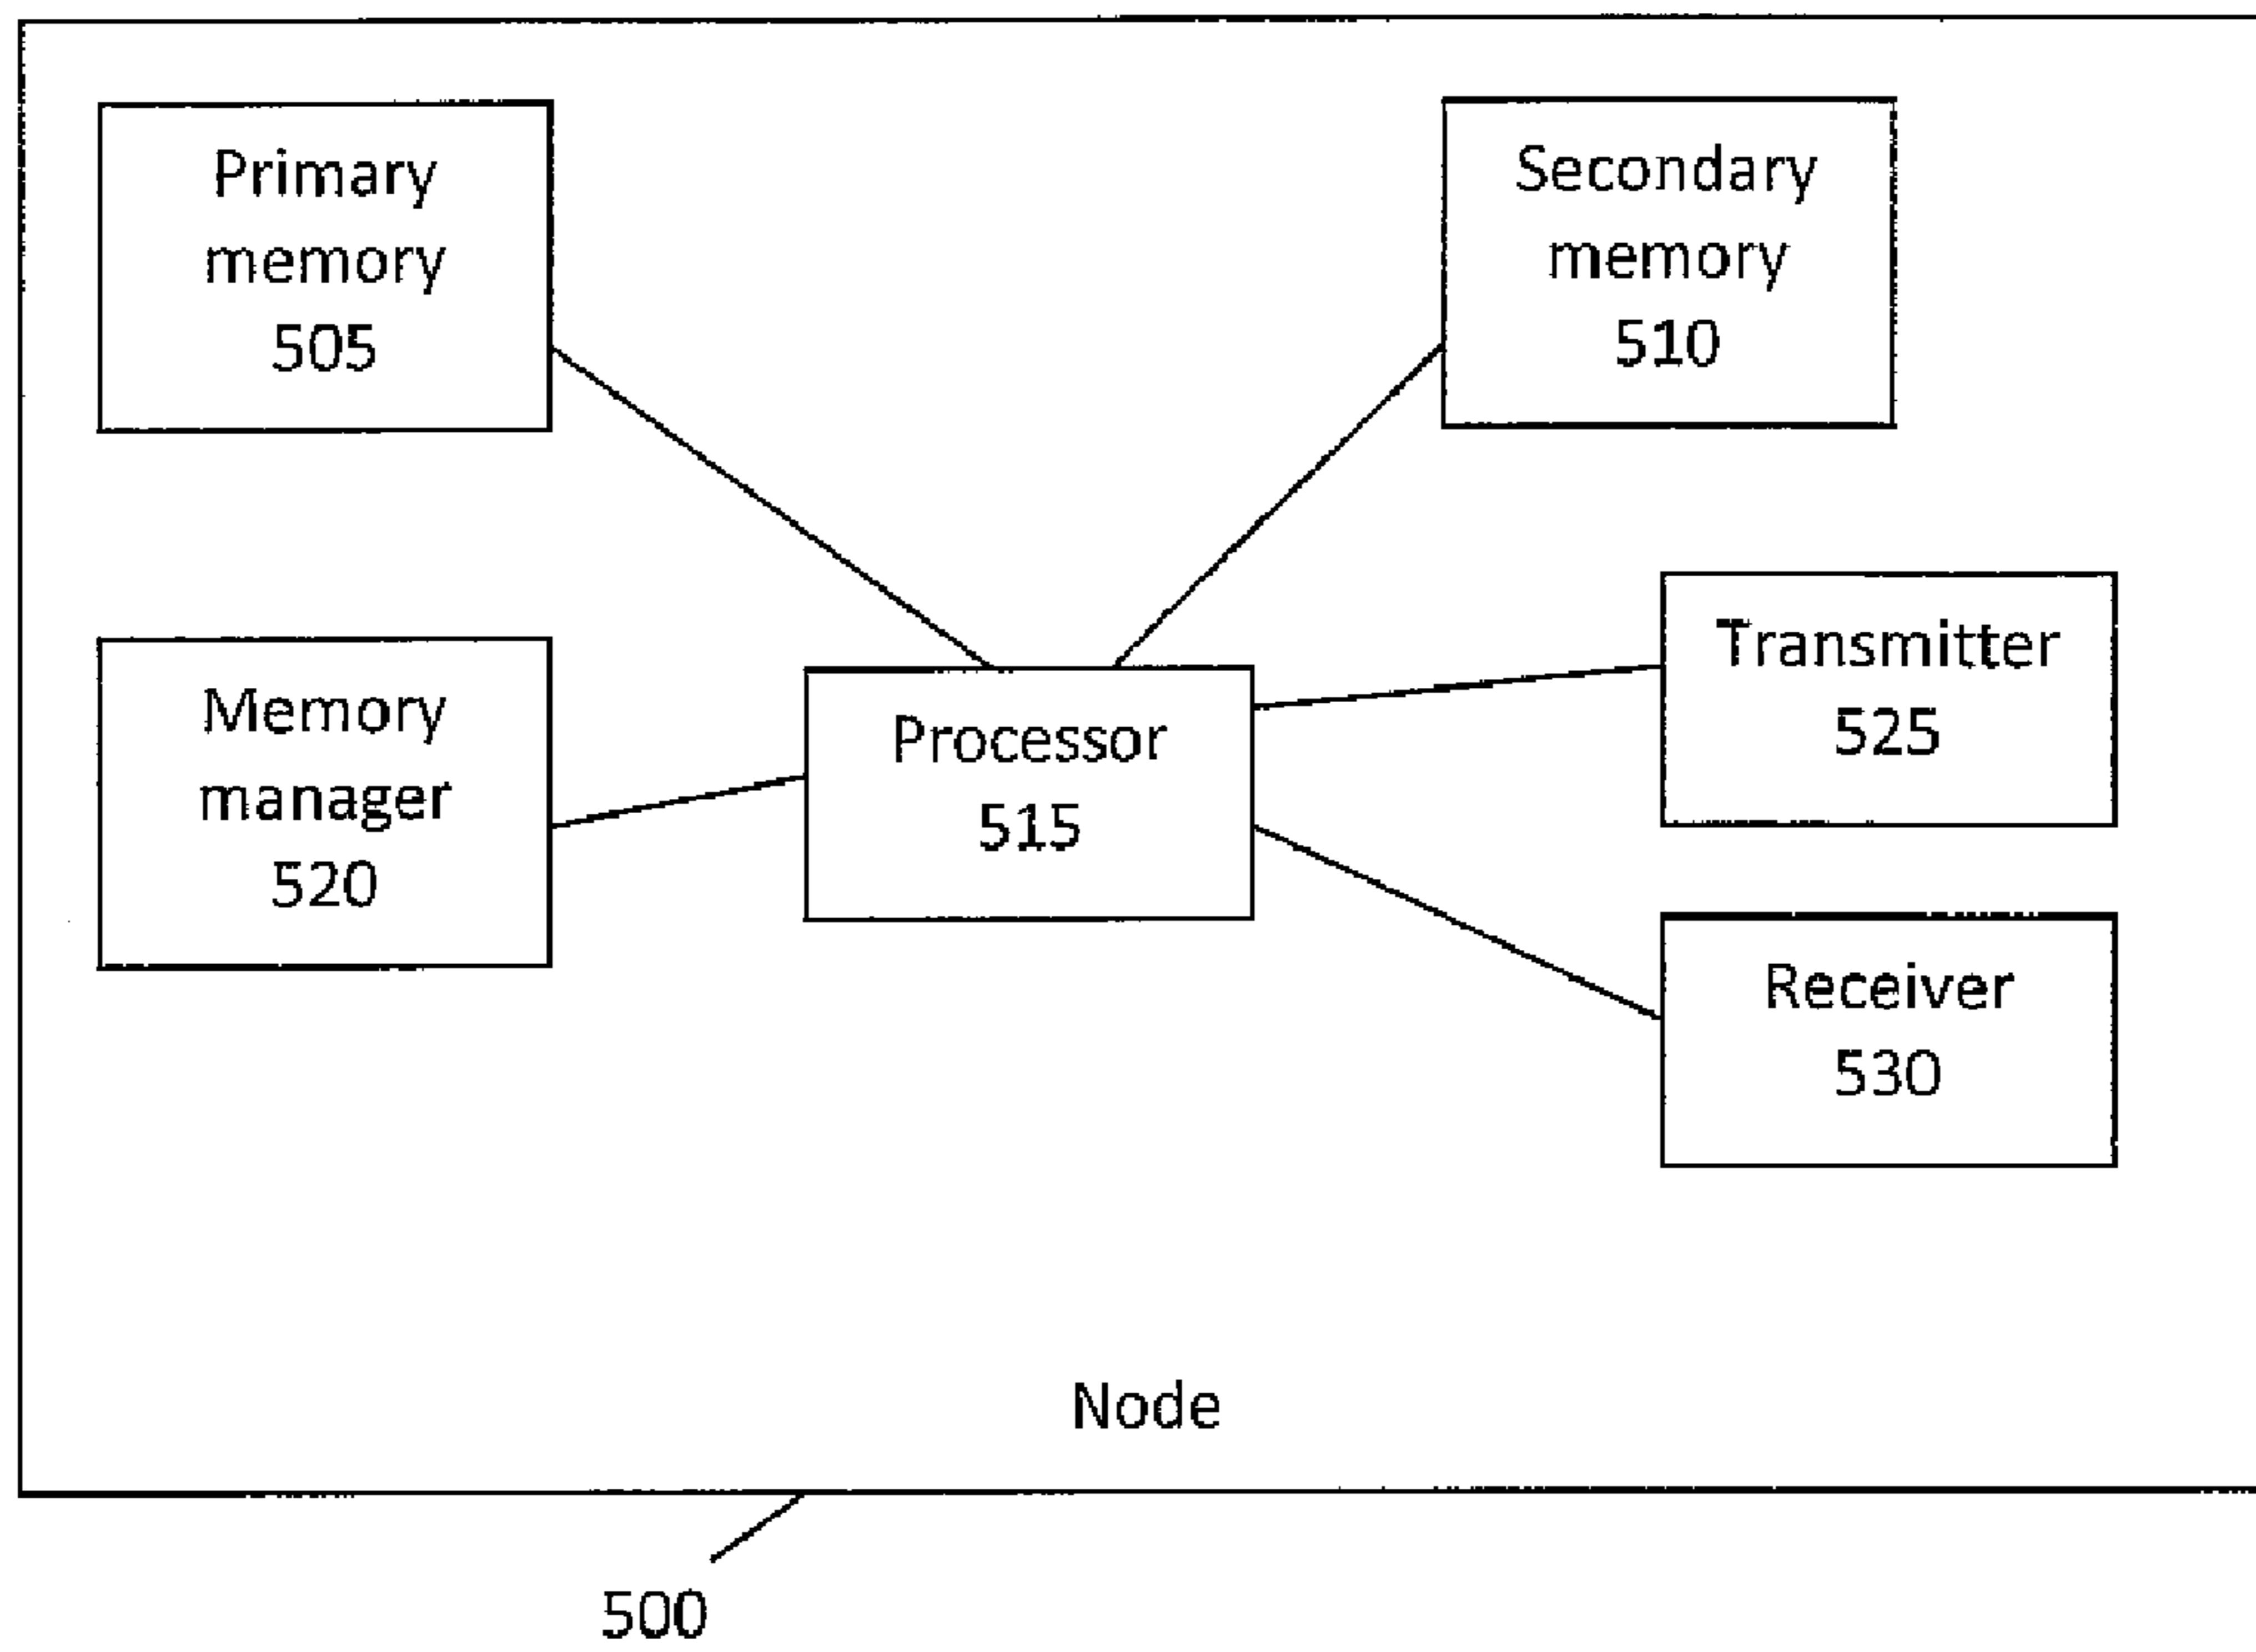 Primary
memory
505
Secondary
memory
510
Memory
manager
520
Processor
515
Transmitter
525
Receiver
530
Node
500